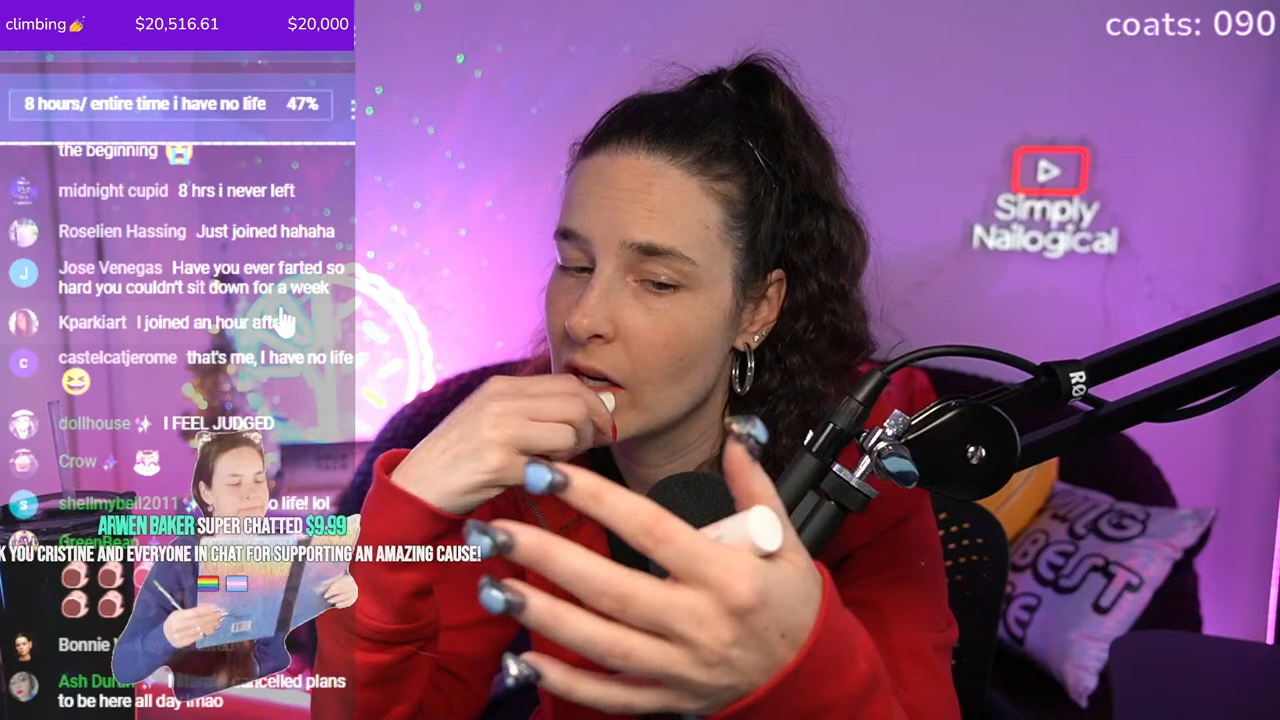 climbing💅 $20,516.61 $20,000
coats: 090
8 hours/ entire time i have no life 47%
the beginning 😭
midnight cupid 8 hrs i never left
Roselien Hassing Just joined hahaha
Jose Venegas Have you ever farted so
hard you couldn't sit down for a week
Kparkiart I joined an hour
castelcatjerome that's me, I have no life
😆
dollhouse ✨ I FEEL JUDGED
Crow
shellmybell2011 life! lol
ARWEN BAKER SUPER CHATTED $9.99
K YOU CRISTINE AND EVERYONE IN CHAT FOR SUPPORTING AN AMAZING CAUSE!
GreenBean
Bonnie
Ash cancelled plans
to be here all day lmao
Simply
Nailogical
RØ
BEST